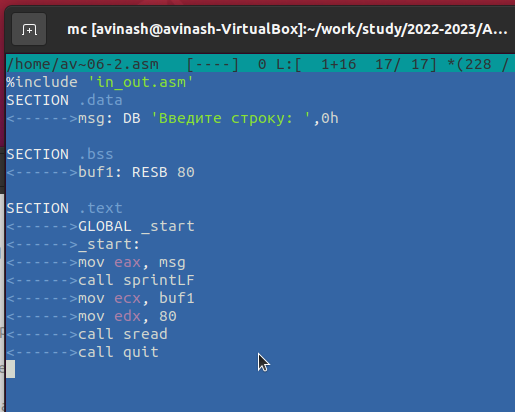 mc [avinash@avinash-VirtualBox]:~/work/study/2022-2023/A...
/home/av~06-2.asm [----] 0 L:[ 1+16 17/ 17] *(228 /
%include 'in_out.asm'
SECTION .data
<------>msg: DB 'Введите строку: ',0h
SECTION .bss
<------>buf1: RESB 80
SECTION .text
<------>GLOBAL _start
<------>_start:
<------>mov eax, msg
<------>call sprintLF
<------>mov ecx, buf1
<------>mov edx, 80
<------>call sread
<------>call quit